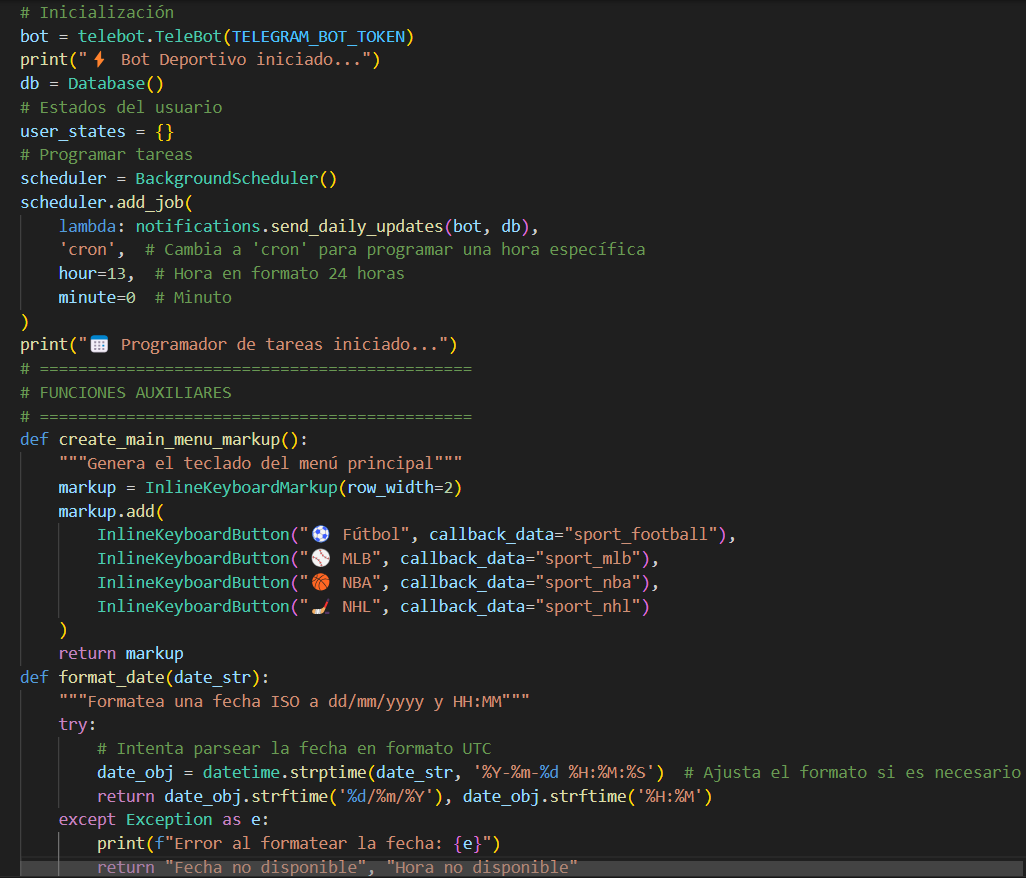 # Inicialización
bot = telebot.TeleBot(TELEGRAM_BOT_TOKEN)
print("⚡ Bot Deportivo iniciado...")
db = Database()
# Estados del usuario
user_states = {}
# Programar tareas
scheduler = BackgroundScheduler()
scheduler.add_job(
    lambda: notifications.send_daily_updates(bot, db),
    'cron',  # Cambia a 'cron' para programar una hora específica
    hour=13,  # Hora en formato 24 horas
    minute=0  # Minuto
)
print("📅 Programador de tareas iniciado...")
# =============================================
# FUNCIONES AUXILIARES
# =============================================
def create_main_menu_markup():
    """Genera el teclado del menú principal"""
    markup = InlineKeyboardMarkup(row_width=2)
    markup.add(
        InlineKeyboardButton("⚽ Fútbol", callback_data="sport_football"),
        InlineKeyboardButton("⚾ MLB", callback_data="sport_mlb"),
        InlineKeyboardButton("🏀 NBA", callback_data="sport_nba"),
        InlineKeyboardButton("🏒 NHL", callback_data="sport_nhl")
    )
    return markup
def format_date(date_str):
    """Formatea una fecha ISO a dd/mm/yyyy y HH:MM"""
    try:
        # Intenta parsear la fecha en formato UTC
        date_obj = datetime.strptime(date_str, '%Y-%m-%d %H:%M:%S')  # Ajusta el formato si es necesario
        return date_obj.strftime('%d/%m/%Y'), date_obj.strftime('%H:%M')
    except Exception as e:
        print(f"Error al formatear la fecha: {e}")
        return "Fecha no disponible", "Hora no disponible"